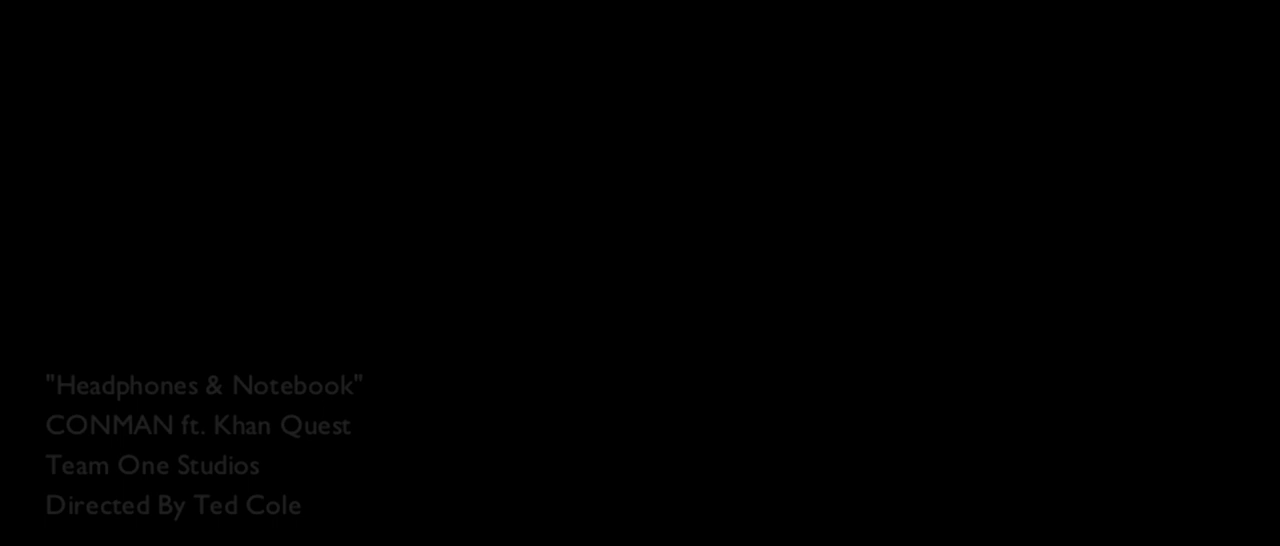 "Headphones & Notebook"
CONMAN ft. Khan Quest
Team One Studios
Directed By Ted Cole